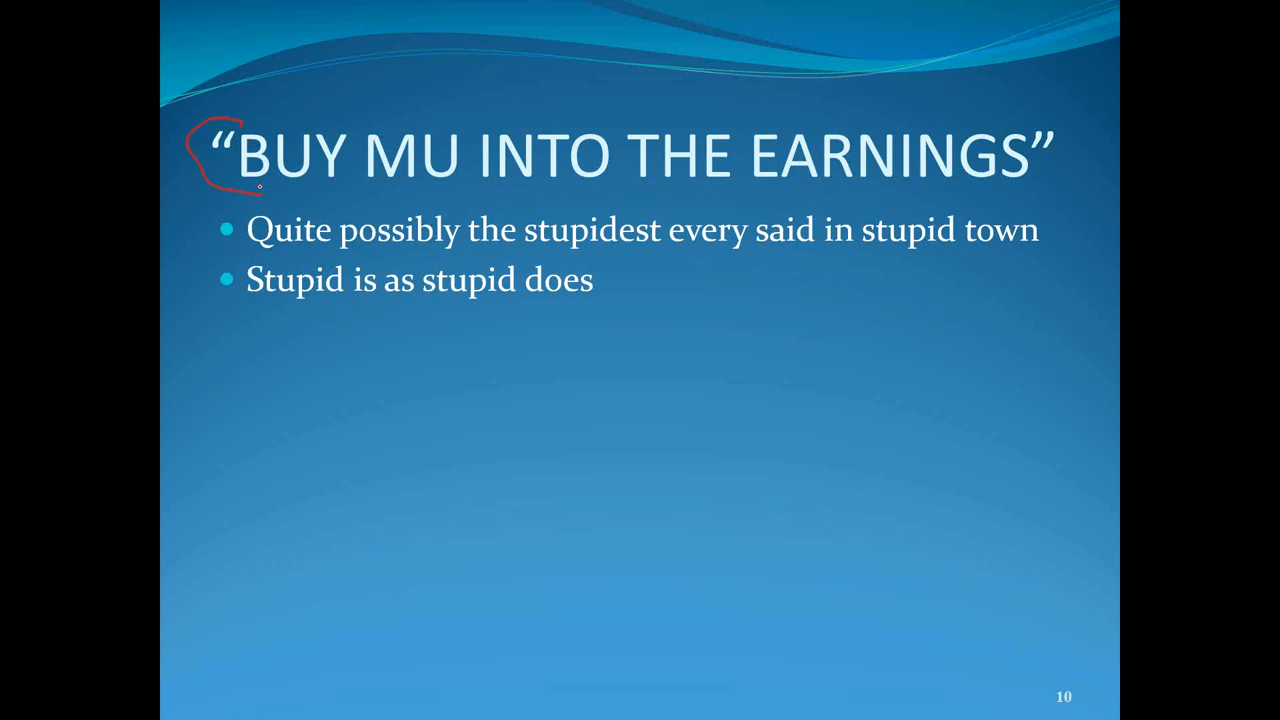 “BUY MU INTO THE EARNINGS”
Quite possibly the stupidest every said in stupid town
Stupid is as stupid does
10